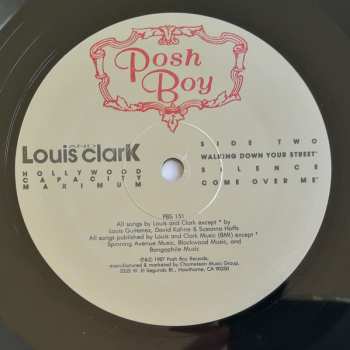 Posh
Boy
AND
Louis clark
HOLLYWOOD
CAPACITY
MAXIMUM
SIDE TWO
WALKING DOWN YOUR STREET*
SILENCE
COME OVER ME*
PBS 151
All songs by Louis and Clark except * by
Louis Gutierrez, David Kahne & Susanna Hoffs
All songs published by Louis and Clark Music (BMI) except *
Spinning Avenue Music, Blackwood Music, and
Bangophile Music
1987 Posh Boy Records,
manufactured & marketed by Chameleon Music Group,
W. El Segundo Bl., Hawthorne, CA 90250